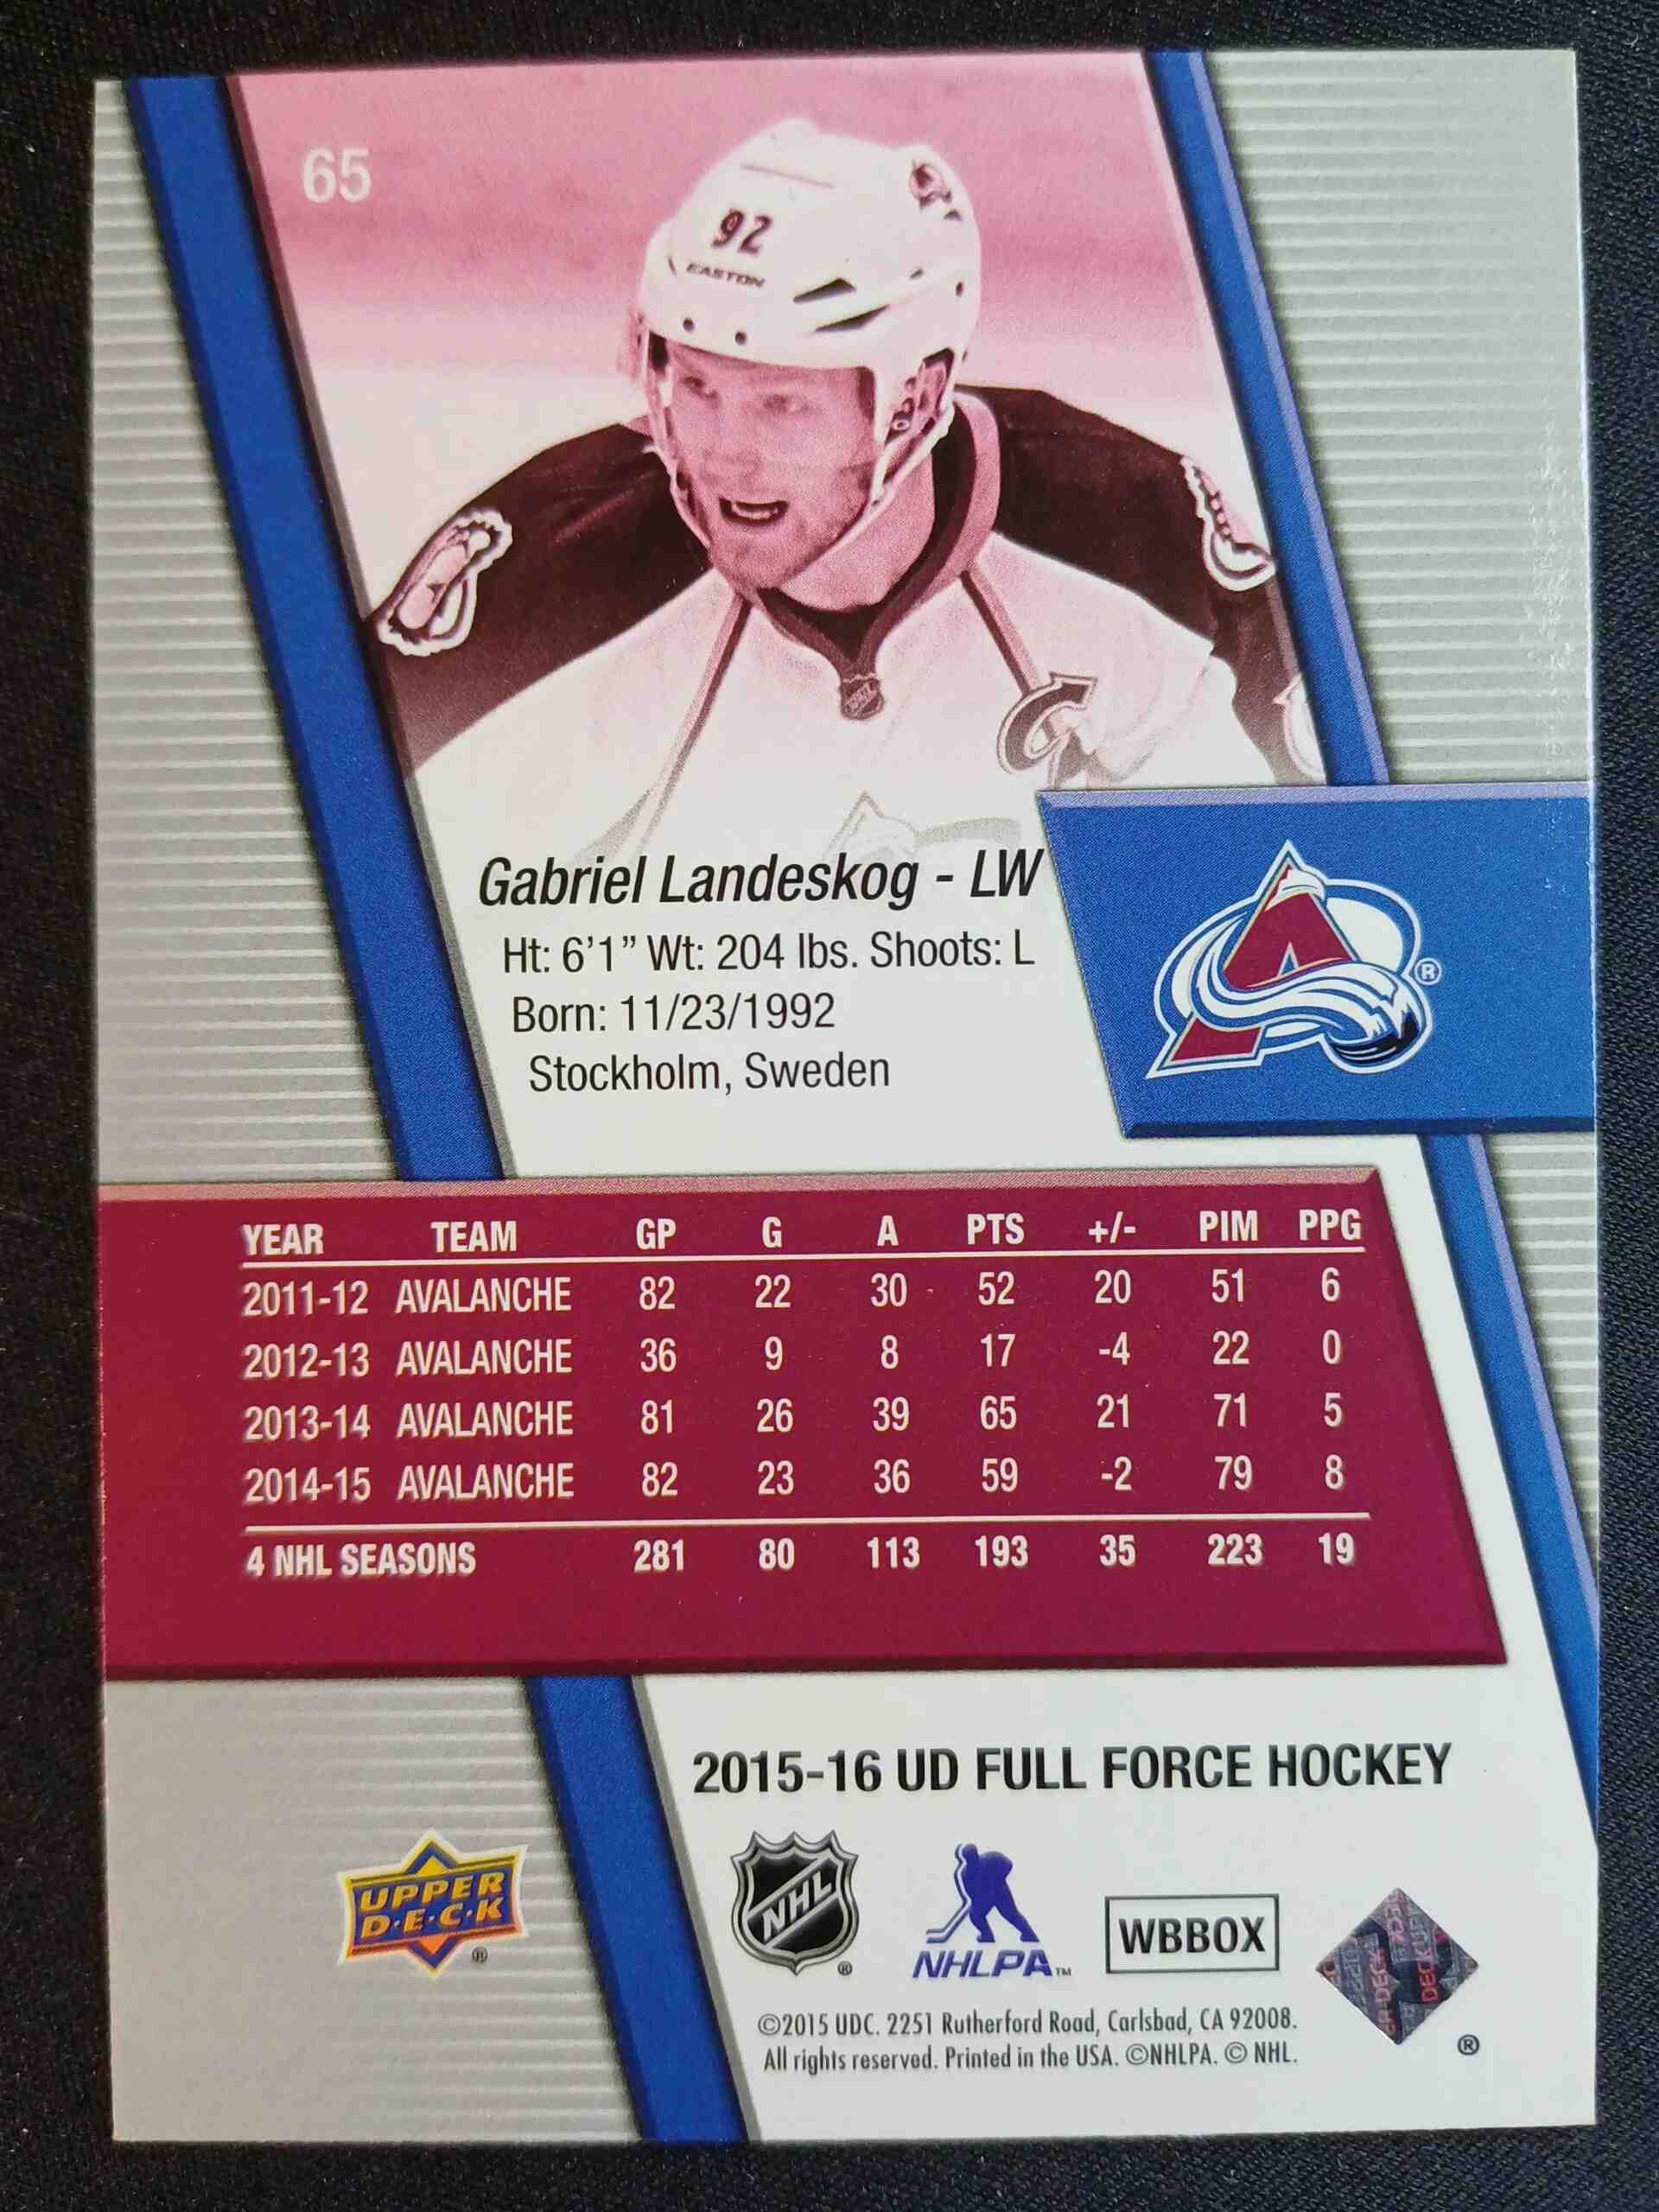 65
92
EASTON
C
Gabriel Landeskog - LW
Ht: 6'1" Wt: 204 lbs. Shoots: L
Born: 11/23/1992
Stockholm, Sweden
A®
YEAR TEAM GP G A PTS +/- PIM PPG
2011-12 AVALANCHE 82 22 30 52 20 51 6
2012-13 AVALANCHE 36 9 8 17 -4 22 0
2013-14 AVALANCHE 81 26 39 65 21 71 5
2014-15 AVALANCHE 82 23 36 59 -2 79 8
4 NHL SEASONS 281 80 113 193 35 223 19
2015-16 UD FULL FORCE HOCKEY
UPPER
D·E·C·K
®
NHL®
NHLPA™
WBBOX
®
©2015 UDC. 2251 Rutherford Road, Carlsbad, CA 92008.
All rights reserved. Printed in the USA. ©NHLPA. © NHL.